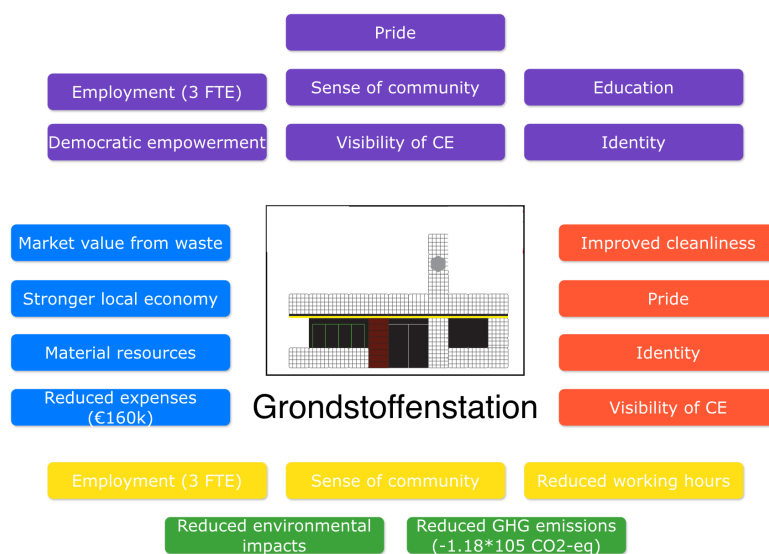 Pride
Employment (3 FTE)
Sense of community
Education
Democratic empowerment
Visibility of CE
Identity
Market value from waste
Improved cleanliness
Stronger local economy
Pride
Material resources
Identity
Reduced expenses
(€160k)
Grondstoffenstation
Visibility of CE
Employment (3 FTE)
Sense of community
Reduced working hours
Reduced environmental
impacts
Reduced GHG emissions
(-1.18*105 CO2-eq)